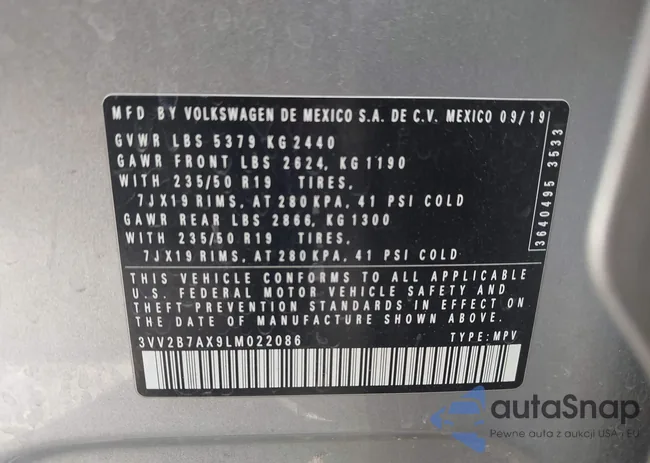 MFD BY VOLKSWAGEN DE MEXICO S.A. DE C.V. MEXICO 09/19
GVWR LBS 5379 KG 2440
GAWR FRONT LBS 2624, KG 1190
WITH 235/50 R19 TIRES,
7JX19 RIMS, AT 280 KPA, 41 PSI COLD
GAWR REAR LBS 2866, KG 1300
WITH 235/50 R19 TIRES,
7JX19 RIMS, AT 280 KPA, 41 PSI COLD
THIS VEHICLE CONFORMS TO ALL APPLICABLE
U.S. FEDERAL MOTOR VEHICLE SAFETY AND
THEFT PREVENTION STANDARDS IN EFFECT ON
THE DATE OF MANUFACTURE SHOWN ABOVE.
3VV2B7AX9LM022086 TYPE: MPV
3640495 3533
autoSnap
Pewne auta z aukcji USA i EU